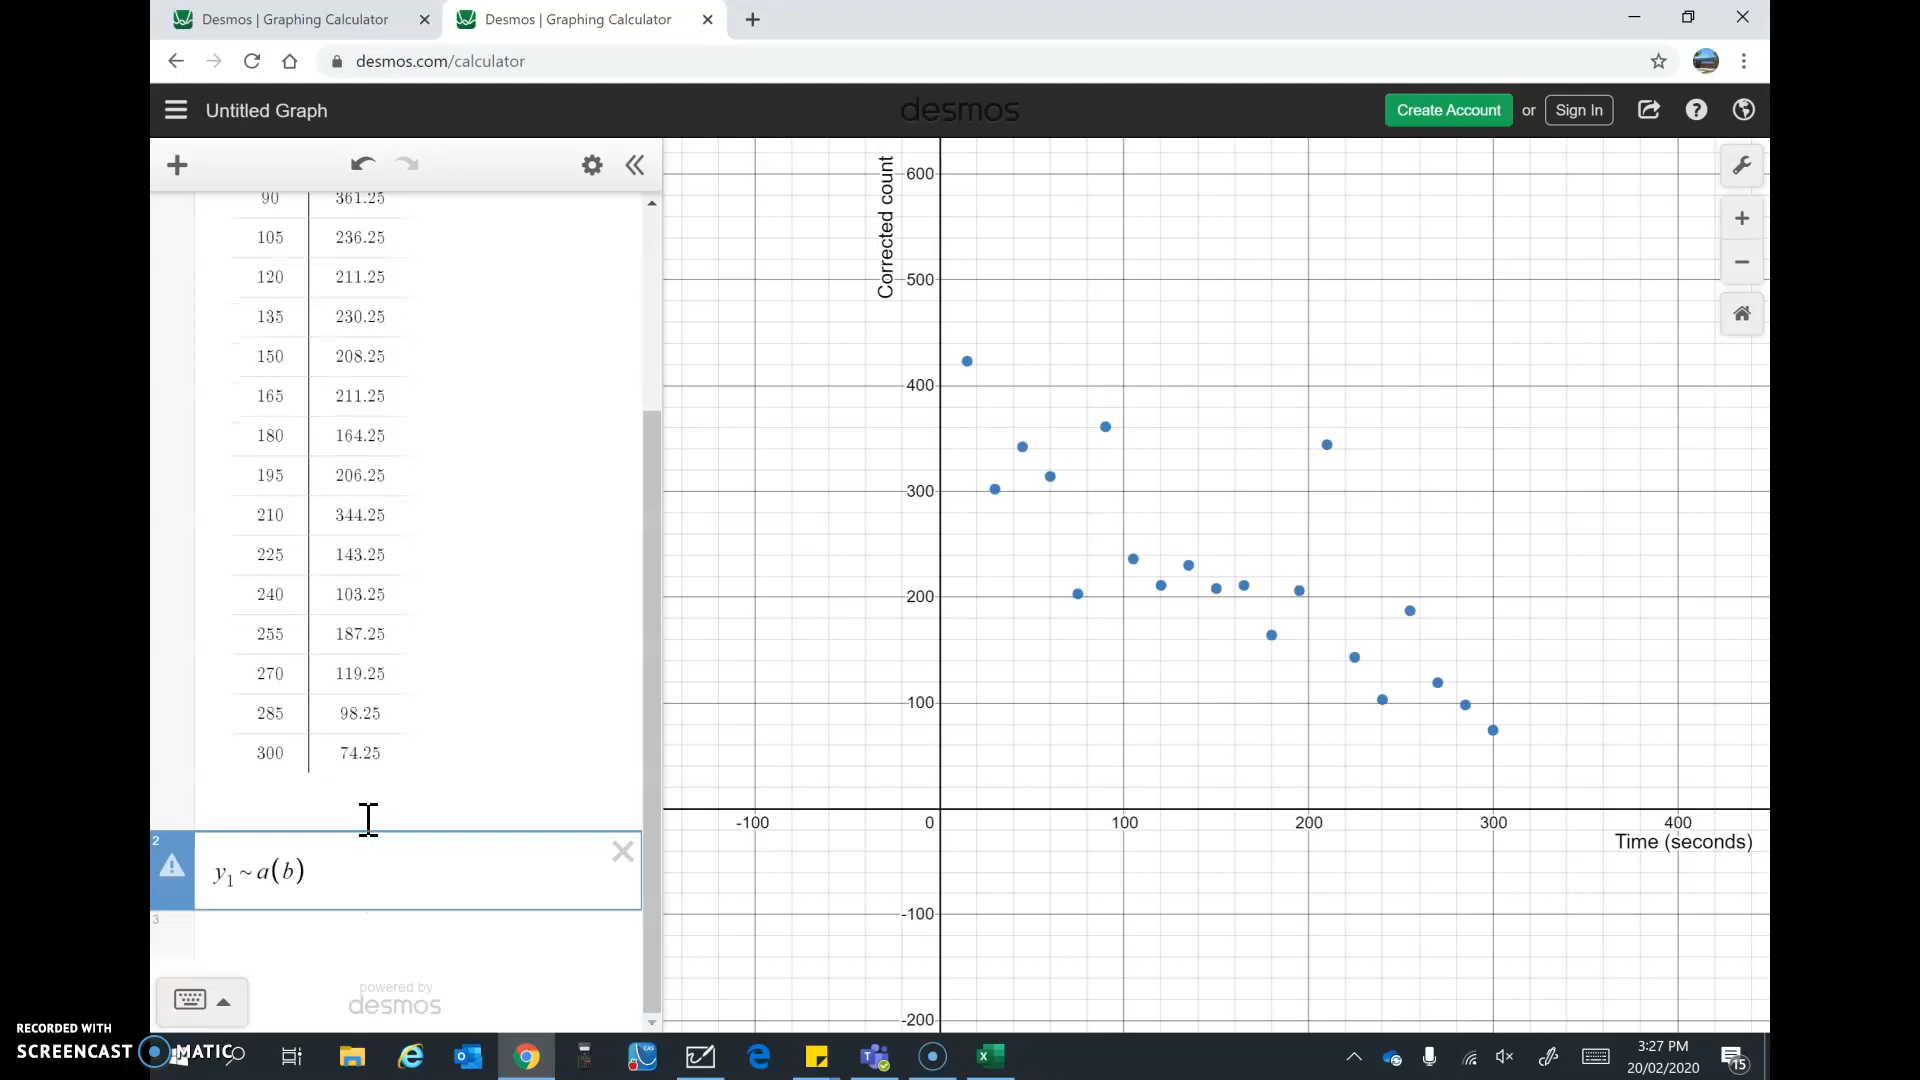 Desmos | Graphing Calculator
Desmos | Graphing Calculator
desmos.com/calculator
Untitled Graph
desmos
Create Account or Sign In
90 361.25
105 236.25
120 211.25
135 230.25
150 208.25
165 211.25
180 164.25
195 206.25
210 344.25
225 143.25
240 103.25
255 187.25
270 119.25
285 98.25
300 74.25
2
y₁ ~ a(b)
3
powered by
desmos
Corrected count
600
500
400
300
200
100
-100 0 100 200 300 400
Time (seconds)
-100
-200
RECORDED WITH
SCREENCAST MATIC
3:27 PM
20/02/2020
15